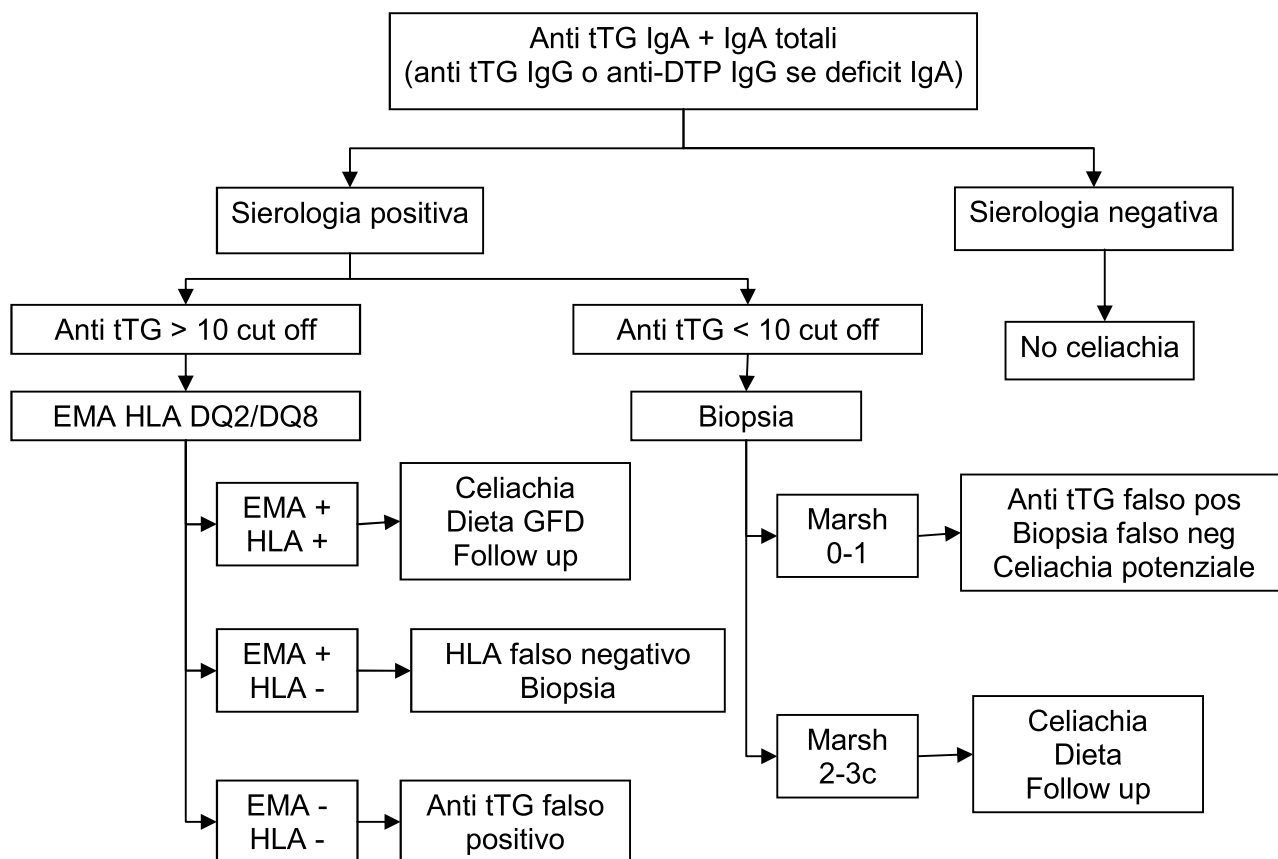 Anti tTG IgA + IgA totali
(anti tTG IgG o anti-DTP IgG se deficit IgA)
Sierologia positiva
Sierologia negativa
Anti tTG > 10 cut off
Anti tTG < 10 cut off
No celiachia
EMA HLA DQ2/DQ8
Biopsia
EMA +
HLA +
Celiachia
Dieta GFD
Follow up
Marsh
0-1
Anti tTG falso pos
Biopsia falso neg
Celiachia potenziale
EMA +
HLA -
HLA falso negativo
Biopsia
Marsh
2-3c
Celiachia
Dieta
Follow up
EMA -
HLA -
Anti tTG falso
positivo